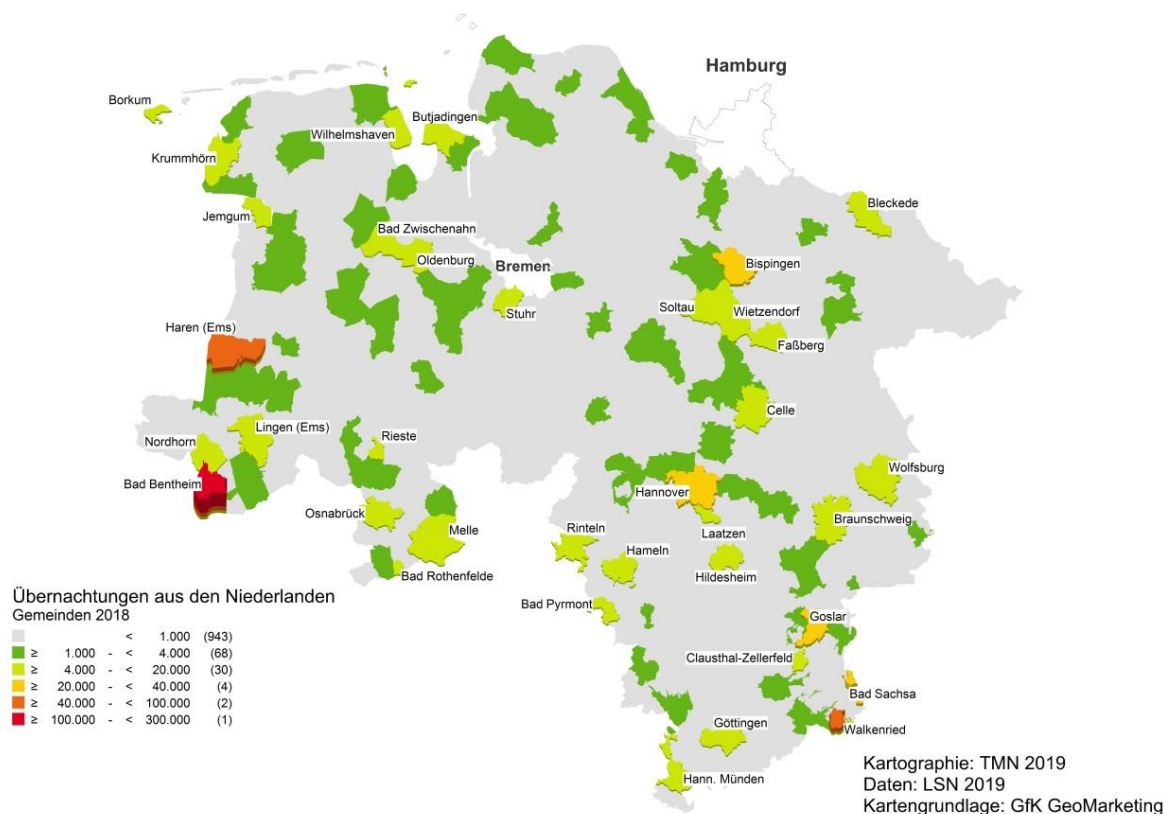 Hamburg
Borkum
Butjadingen
Wilhelmshaven
Krummhörn
Jemgum
Bleckede
Bad Zwischenahn
Oldenburg
Bremen
Bispingen
Stuhr
Soltau
Wietzendorf
Haren (Ems)
Faßberg
Celle
Lingen (Ems)
Rieste
Nordhorn
Wolfsburg
Bad Bentheim
Hannover
Osnabrück
Braunschweig
Melle
Rinteln
Laatzen
Hameln
Hildesheim
Bad Rothenfelde
Bad Pyrmont
Goslar
Clausthal-Zellerfeld
Bad Sachsa
Göttingen
Walkenried
Hann. Münden
Übernachtungen aus den Niederlanden
Gemeinden 2018
< 1.000 (943)
≥ 1.000 - < 4.000 (68)
≥ 4.000 - < 20.000 (30)
≥ 20.000 - < 40.000 (4)
≥ 40.000 - < 100.000 (2)
≥ 100.000 - < 300.000 (1)
Kartographie: TMN 2019
Daten: LSN 2019
Kartengrundlage: GfK GeoMarketing